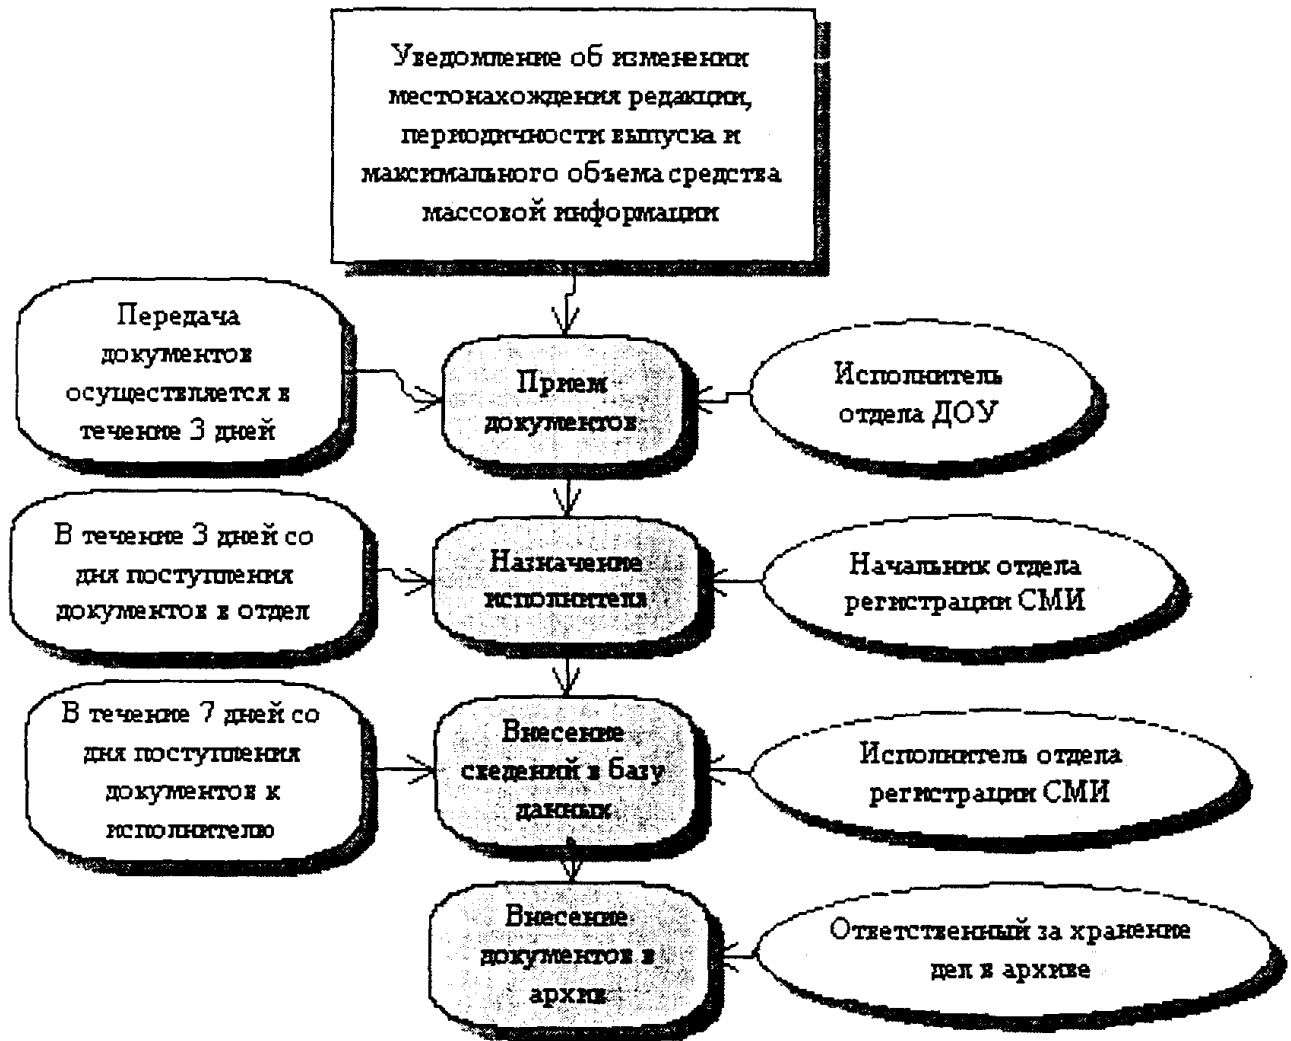 Уведомление об изменении
местонахождения редакции,
периодичности выпуска и
максимального объема средства
массовой информации
Передача
документов
осуществляется в
течение 3 дней
Прием
документов
Исполнитель
отдела ДОУ
В течение 3 дней со
дня поступления
документов в отдел
Назначение
исполнителя
Начальник отдела
регистрации СМИ
В течение 7 дней со
дня поступления
документов к
исполнителю
Внесение
сведений в базу
данных
Исполнитель отдела
регистрации СМИ
Внесение
документов в
архив
Ответственный за хранение
дел в архиве